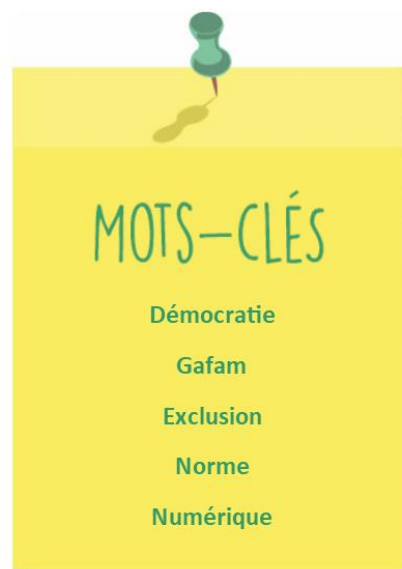 MOTS-CLÉS
Démocratie
Gafam
Exclusion
Norme
Numérique